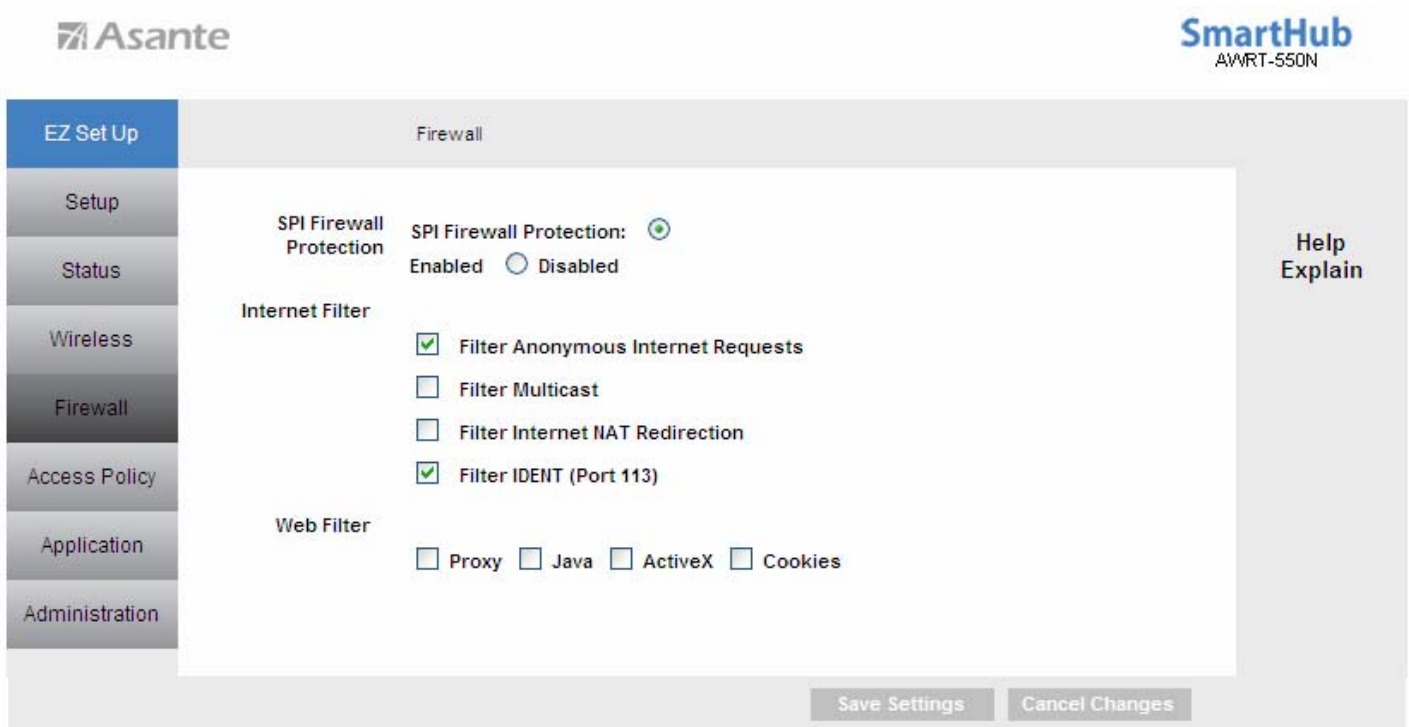 Asante
SmartHub
AWRT-550N
EZ Set Up
Firewall
Setup
Status
Wireless
Firewall
Access Policy
Application
Administration
SPI Firewall
Protection
SPI Firewall Protection:
Enabled Disabled
Internet Filter
Filter Anonymous Internet Requests
Filter Multicast
Filter Internet NAT Redirection
Filter IDENT (Port 113)
Web Filter
Proxy Java ActiveX Cookies
Help
Explain
Save Settings Cancel Changes